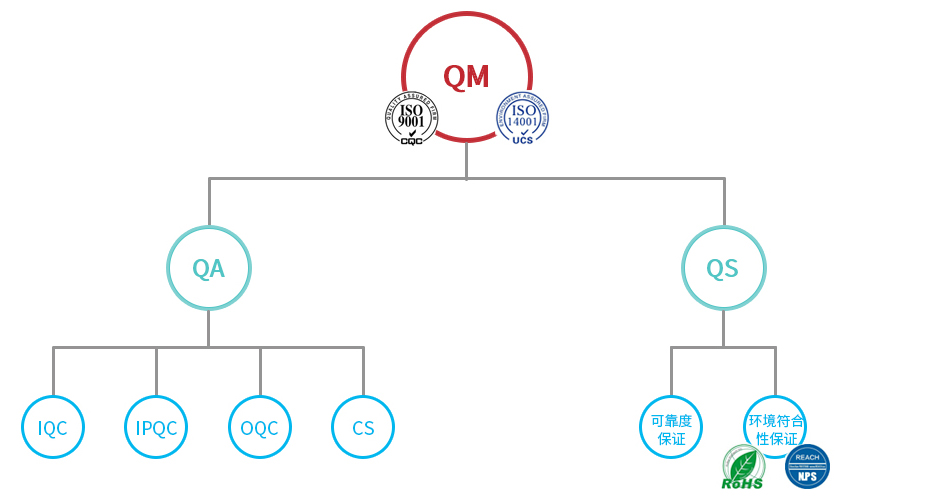 QM
QUALITY ASSURED FIRM
ISO
9001
CQC
ENVIRONMENT ASSURED FIRM
ISO
14001
UCS
QA
QS
IQC
IPQC
OQC
CS
可靠度
保证
环境符合
性保证
RoHS
REACH
NPS